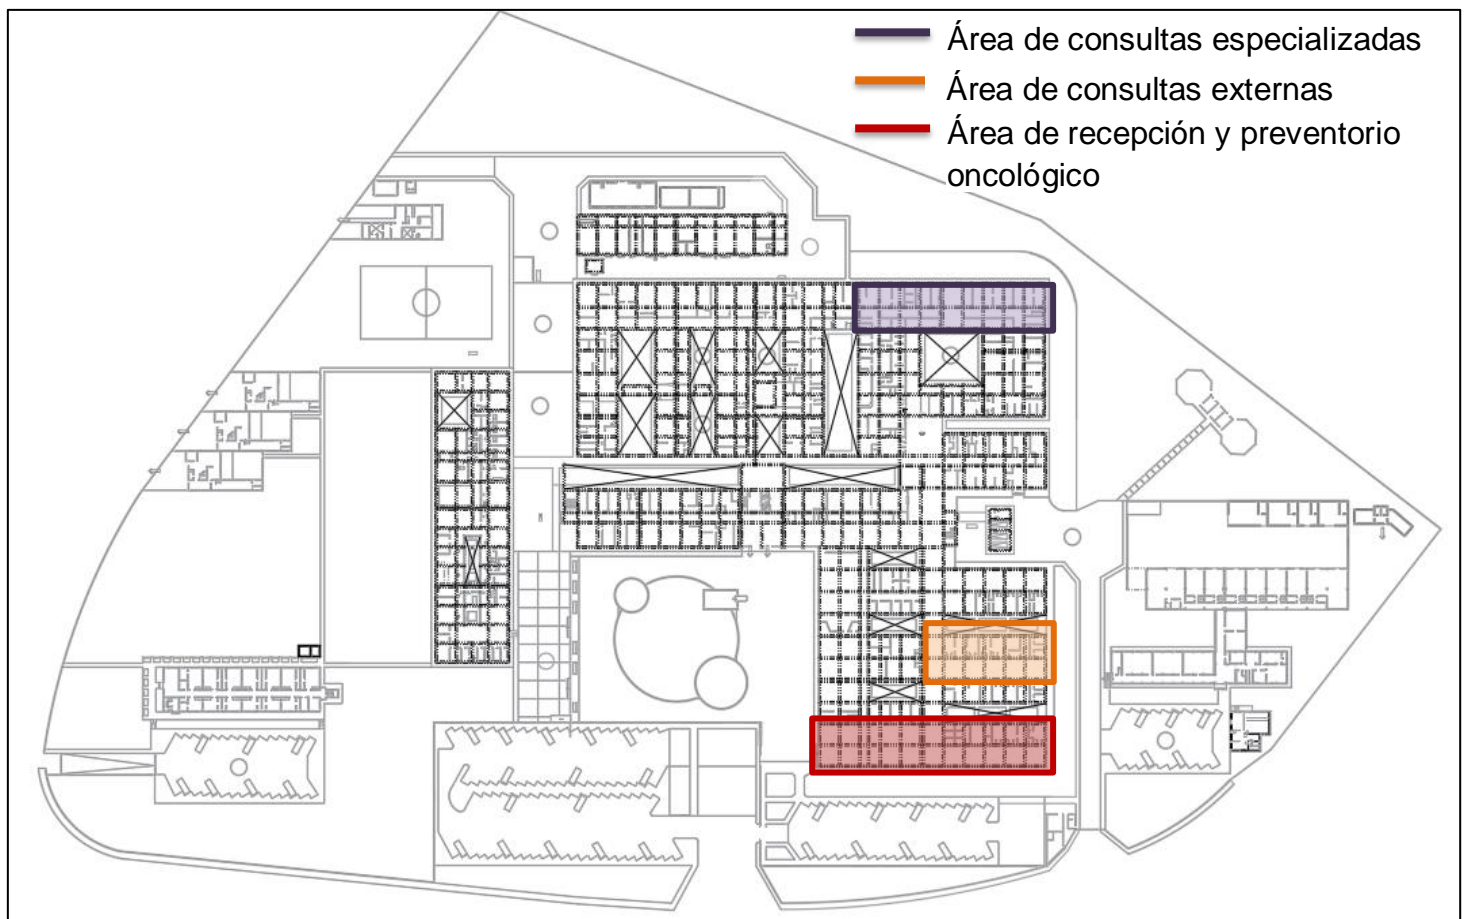 Área de consultas especializadas
Área de consultas externas
Área de recepción y preventorio
oncológico